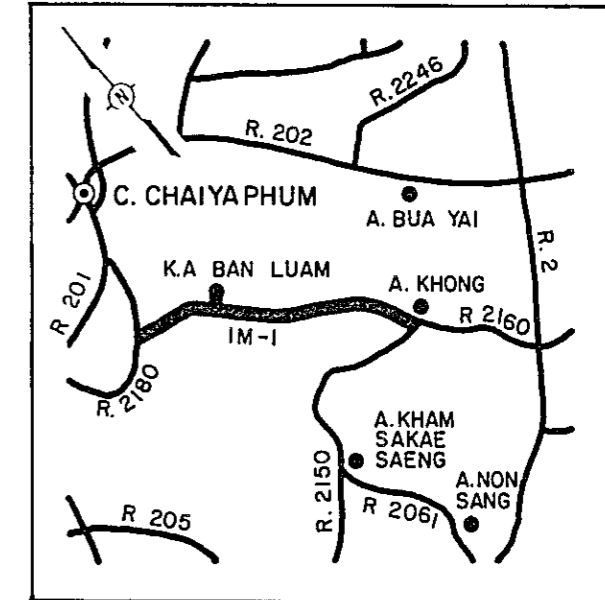 N
R. 2246
R. 202
C. CHAIYAPHUM
A. BUA YAI
R. 2
K.A BAN LUAM
A. KHONG
R 201
R 2160
IM-1
R. 2180
A. KHAM
SAKAE
SAENG
A. NON
SANG
R. 2150
R 2061
R 205